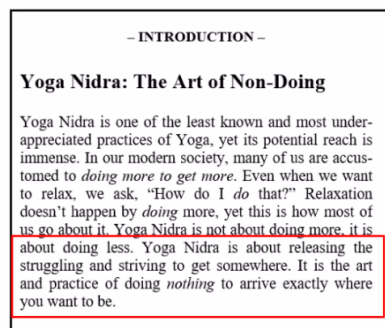 – INTRODUCTION –
Yoga Nidra: The Art of Non-Doing
Yoga Nidra is one of the least known and most under-
appreciated practices of Yoga, yet its potential reach is
immense. In our modern society, many of us are accus-
tomed to doing more to get more. Even when we want
to relax, we ask, “How do I do that?” Relaxation
doesn’t happen by doing more, yet this is how most of
us go about it. Yoga Nidra is not about doing more, it is
about doing less. Yoga Nidra is about releasing the
struggling and striving to get somewhere. It is the art
and practice of doing nothing to arrive exactly where
you want to be.